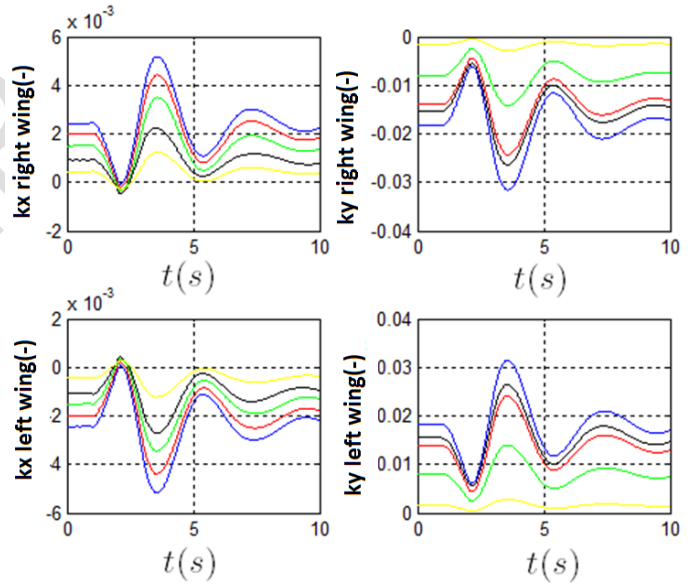 x 10⁻³
6
4
2
0
-2
0 5 10
kx right wing(-)
t(s)
0
-0.01
-0.02
-0.03
-0.04
0 5 10
ky right wing(-)
t(s)
x 10⁻³
2
0
2
4
-6
0 5 10
kx left wing(-)
t(s)
0.04
0.03
0.02
0.01
0
0 5 10
ky left wing(-)
t(s)